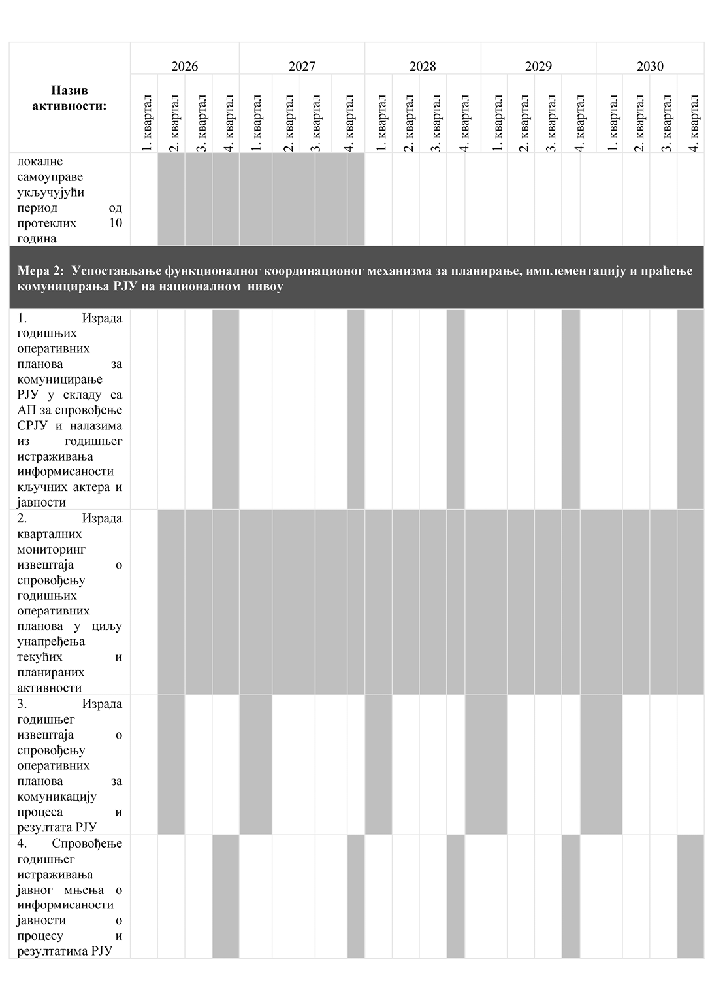 Назив
активности:
2026
2027
2028
2029
2030
1. квартал
2. квартал
3. квартал
4. квартал
1. квартал
2. квартал
3. квартал
4. квартал
1. квартал
2. квартал
3. квартал
4. квартал
1. квартал
2. квартал
3. квартал
4. квартал
1. квартал
2. квартал
3. квартал
4. квартал
локалне
самоуправе
укључујући
период од
протеклих 10
година
Мера 2: Успостављање функционалног координационог механизма за планирање, имплементацију и праћење
комуницирања РЈУ на националном нивоу
1. Израда
годишњих
оперативних
планова за
комуницирање
РЈУ у складу са
АП за спровођење
СРЈУ и налазима
из годишњег
истраживања
информисаности
кључних актера и
јавности
2. Израда
кварталних
мониторинг
извештаја о
спровођењу
годишњих
оперативних
планова у циљу
унапређења
текућих и
планираних
активности
3. Израда
годишњег
извештаја о
спровођењу
оперативних
планова за
комуникацију
процеса и
резултата РЈУ
4. Спровођење
годишњег
истраживања
јавног мњења о
информисаности
јавности о
процесу и
резултатима РЈУ